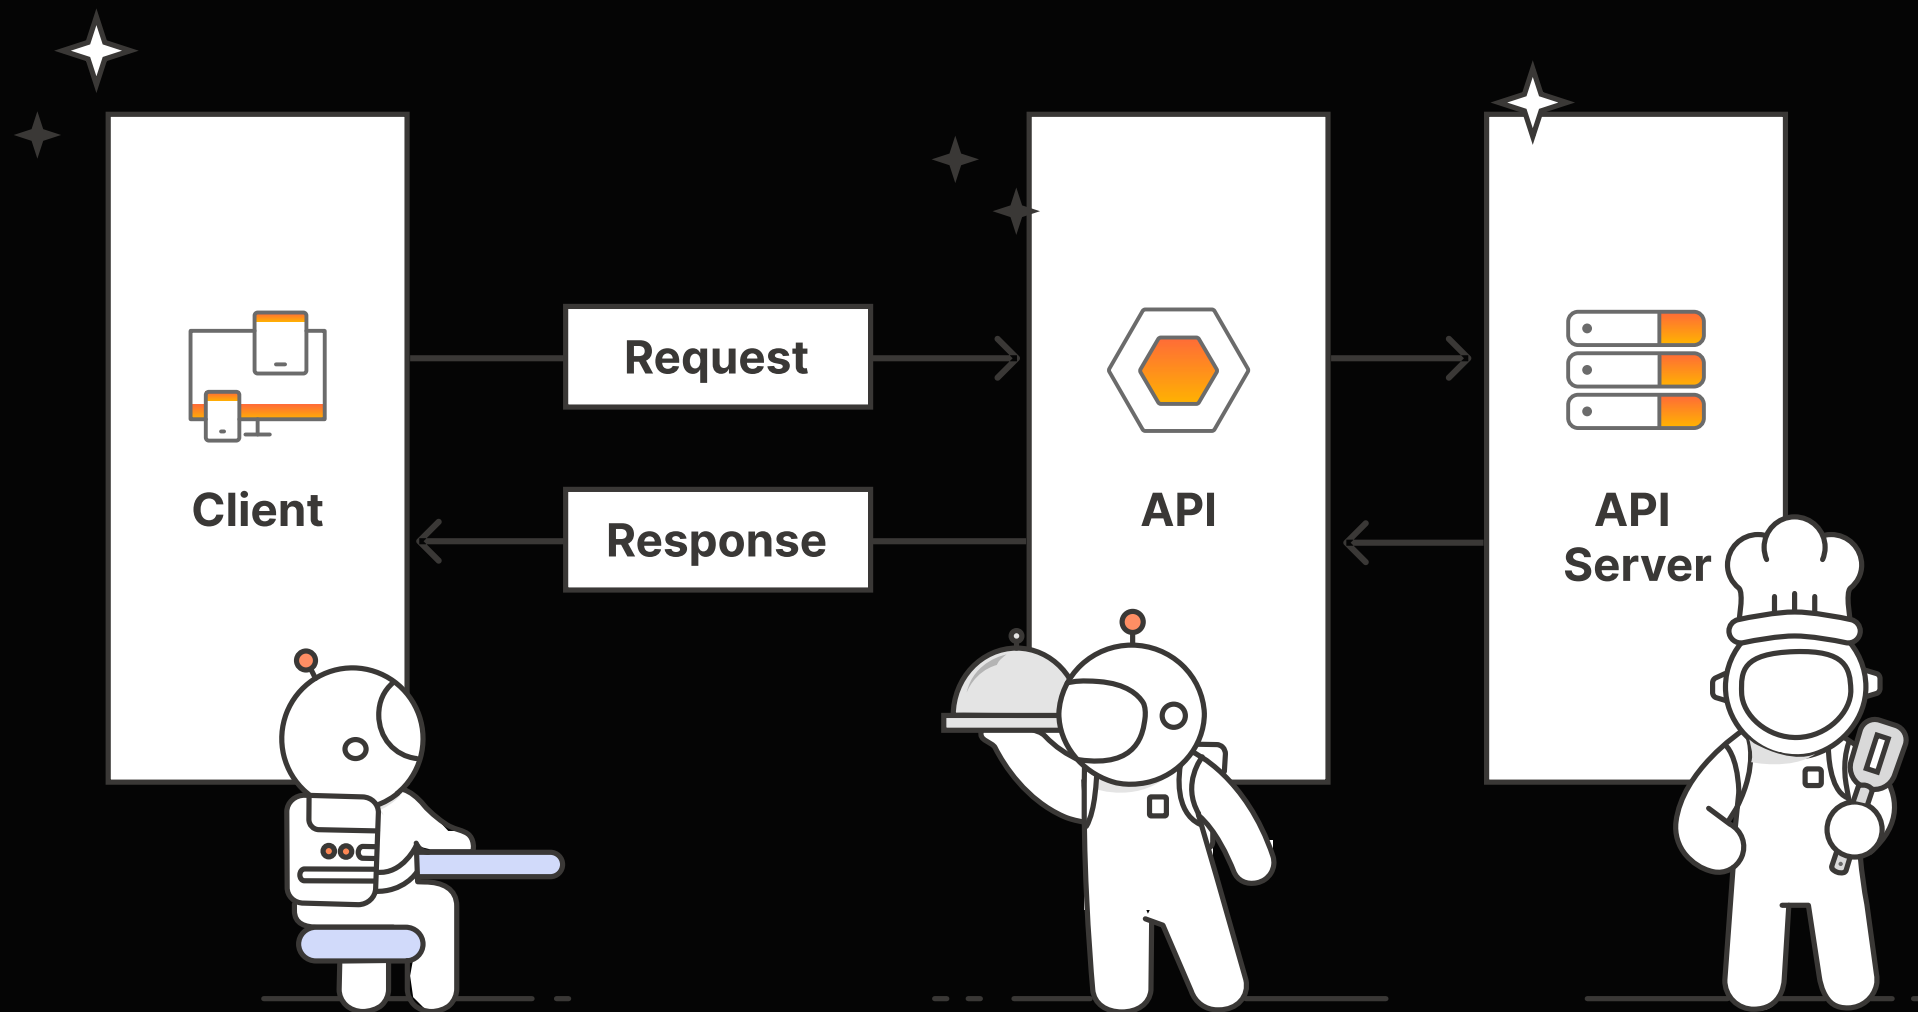 Request
Response
Client
API
API
Server